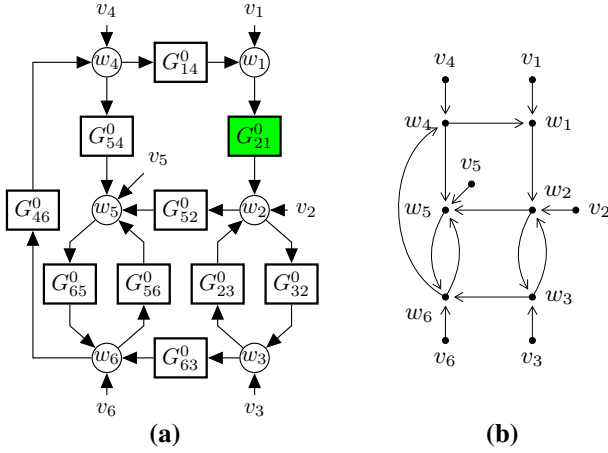 v₄ v₁ v₄ v₁
w₄ G⁰₁₄ w₁
w₄ w₁
G⁰₅₄ G⁰₂₁
v₅ v₅
G⁰₄₆ w₅ G⁰₅₂ w₂ v₂
w₅ w₂ v₂
G⁰₆₅ G⁰₅₆ G⁰₂₃ G⁰₃₂
w₆ w₃
w₆ G⁰₆₃ w₃
v₆ v₃ v₆ v₃
(a) (b)